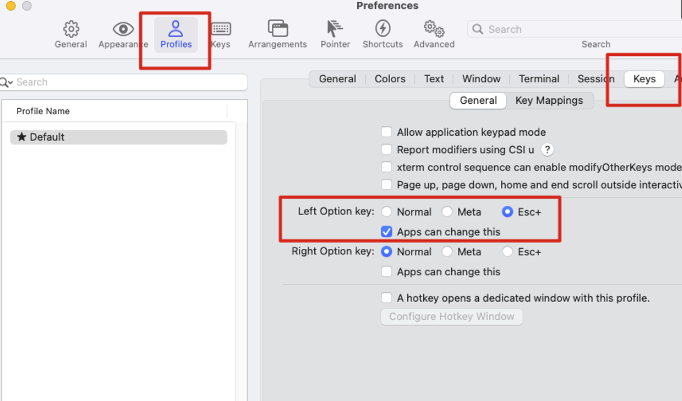 Preferences
General Appearance Profiles Keys Arrangements Pointer Shortcuts Advanced Search
Search
Search
General Colors Text Window Terminal Session Keys
General Key Mappings
Profile Name
★ Default
Allow application keypad mode
Report modifiers using CSI u ?
xterm control sequence can enable modifyOtherKeys mode
Page up, page down, home and end scroll outside
Left Option key: Normal Meta Esc+
Apps can change this
Right Option key: Normal Meta Esc+
Apps can change this
A hotkey opens a dedicated window with this profile.
Configure Hotkey Window